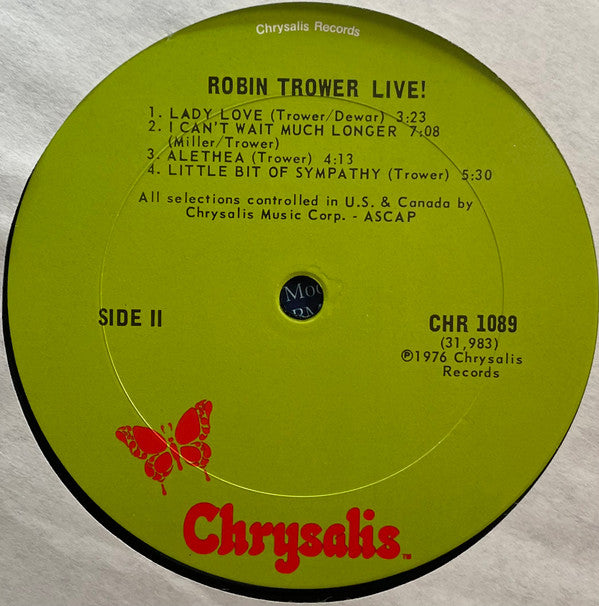 Chrysalis Records
ROBIN TROWER LIVE!
1. LADY LOVE (Trower/Dewar) 3:23
2. I CAN'T WAIT MUCH LONGER 7:08
(Miller/Trower)
3. ALETHEA (Trower) 4:13
4. LITTLE BIT OF SYMPATHY (Trower) 5:30
All selections controlled in U.S. & Canada by
Chrysalis Music Corp. - ASCAP
SIDE II
CHR 1089
(31,983)
℗1976 Chrysalis
Records
Chrysalis™